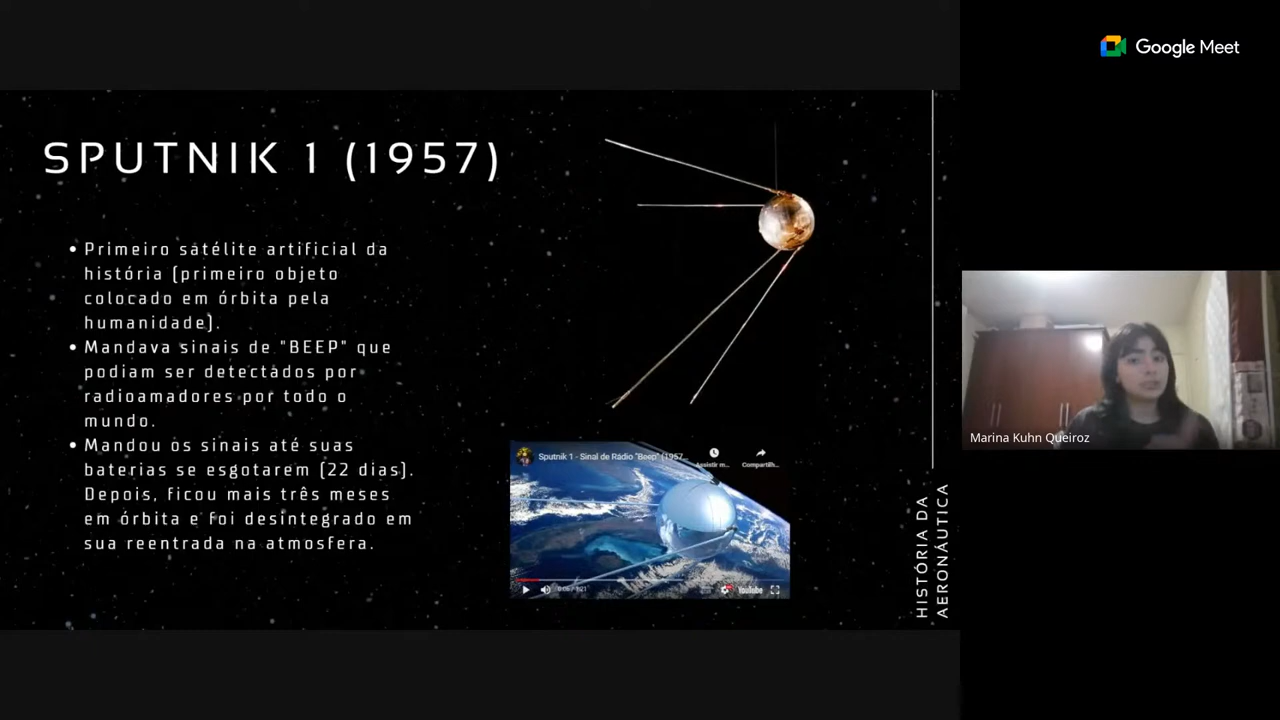 SPUTNIK 1 (1957)
• Primeiro satélite artificial da
história (primeiro objeto
colocado em órbita pela
humanidade).
• Mandava sinais de "BEEP" que
podiam ser detectados por
radioamadores por todo o
mundo.
• Mandou os sinais até suas
baterias se esgotarem (22 dias).
Depois, ficou mais três meses
em órbita e foi desintegrado em
sua reentrada na atmosfera.
Sputnik 1 - Sinal de Rádio "Beep" (1957...
Assistir m...
Compartilh...
YouTube
HISTÓRIA DA
AERONÁUTICA
Google Meet
Marina Kuhn Queiroz